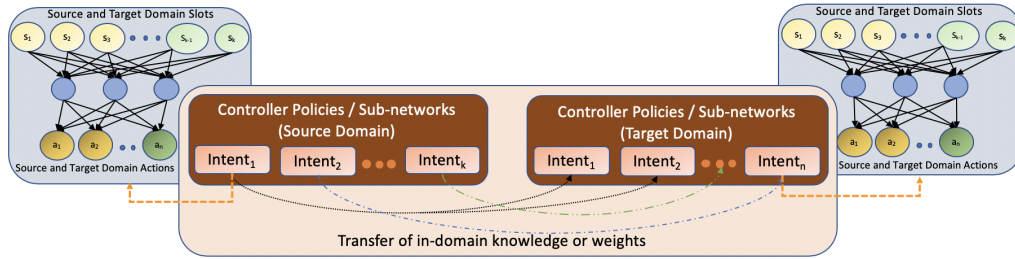 Source and Target Domain Slots
s1 s2 s3 sk-1 sk
a1 a2 an
Source and Target Domain Actions
Controller Policies / Sub-networks
(Source Domain)
Intent1 Intent2 Intentk
Controller Policies / Sub-networks
(Target Domain)
Intent1 Intent2 Intentn
Transfer of in-domain knowledge or weights
Source and Target Domain Slots
s1 s2 s3 sk-1 sk
a1 a2 an
Source and Target Domain Actions